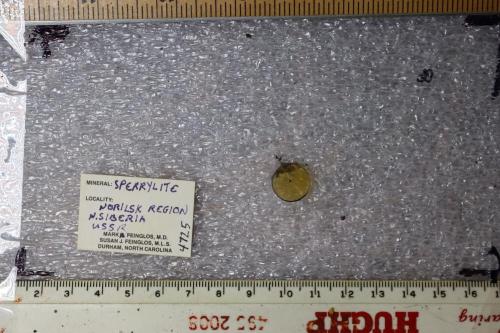 30
MINERAL: SPERRYLITE
LOCALITY:
NORILSK REGION
N. SIBERIA
USSR
MARK N. FEINGLOS, M.D.
SUSAN J. FEINGLOS, M.L.S.
DURHAM, NORTH CAROLINA
4725
2 3 4 5 6 7 8 9 10 11 12 13 14 15 16